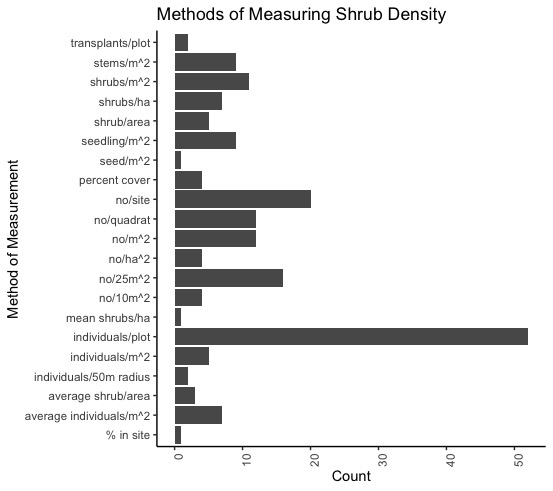 Methods of Measuring Shrub Density
Method of Measurement
transplants/plot
stems/m^2
shrubs/m^2
shrubs/ha
shrub/area
seedling/m^2
seed/m^2
percent cover
no/site
no/quadrat
no/m^2
no/ha^2
no/25m^2
no/10m^2
mean shrubs/ha
individuals/plot
individuals/m^2
individuals/50m radius
average shrub/area
average individuals/m^2
% in site
0 10 20 30 40 50
Count